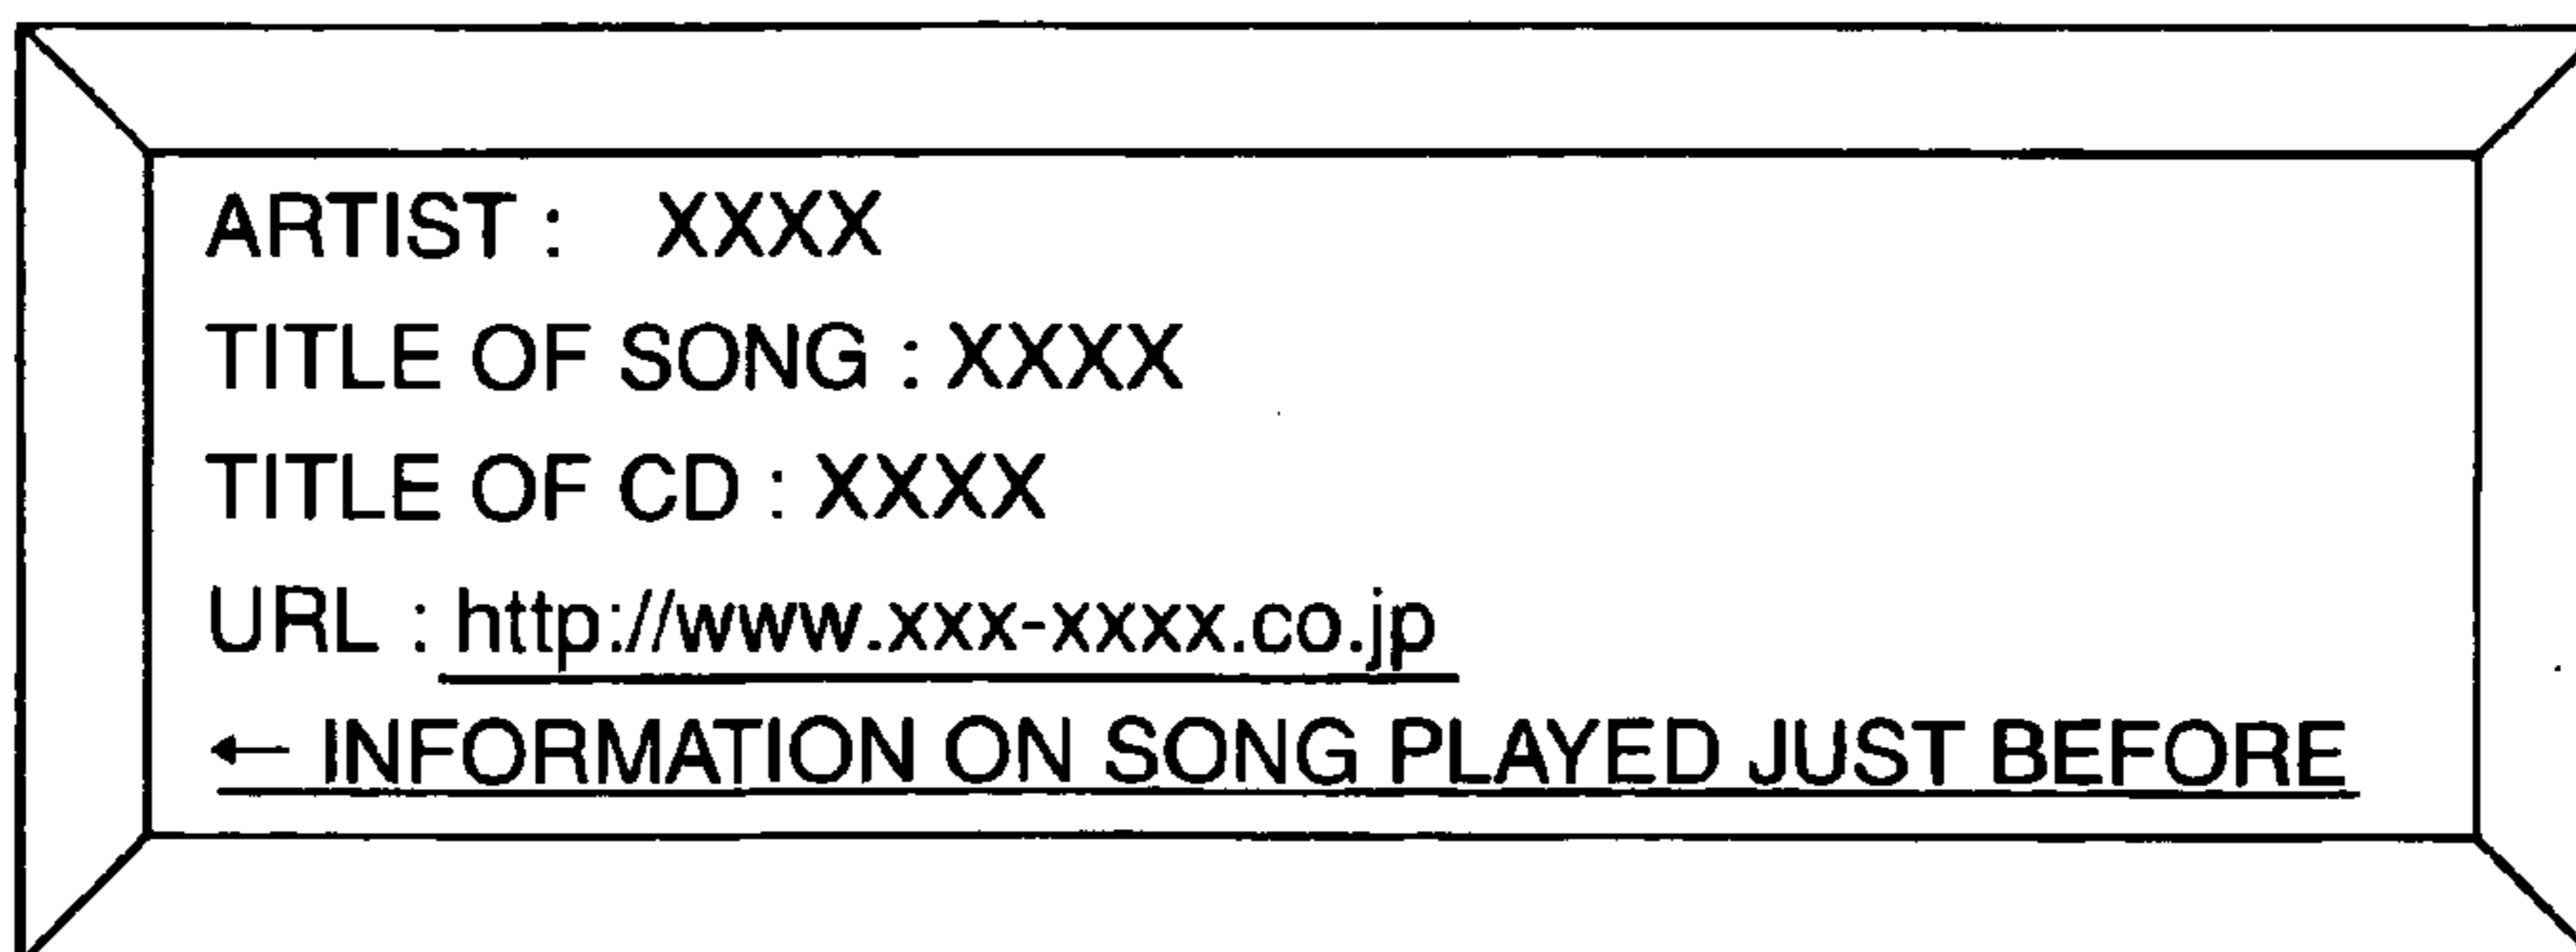 ARTIST : XXXX
TITLE OF SONG : XXXX
TITLE OF CD : XXXX
URL : http://www.xxx-xxxx.co.jp
← INFORMATION ON SONG PLAYED JUST BEFORE